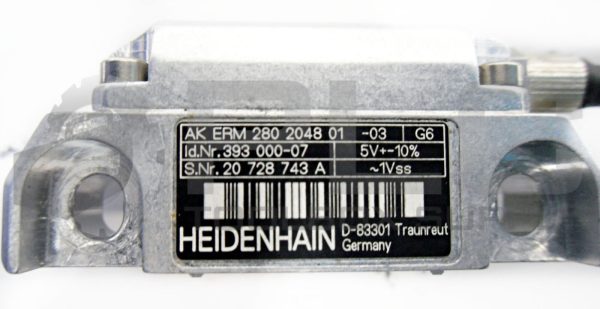 AK ERM 280 2048 01 -03 G6
Id.Nr. 393 000-07 5V+-10%
S.Nr. 20 728 743 A ~1Vss
HEIDENHAIN D-83301 Traunreut
Germany